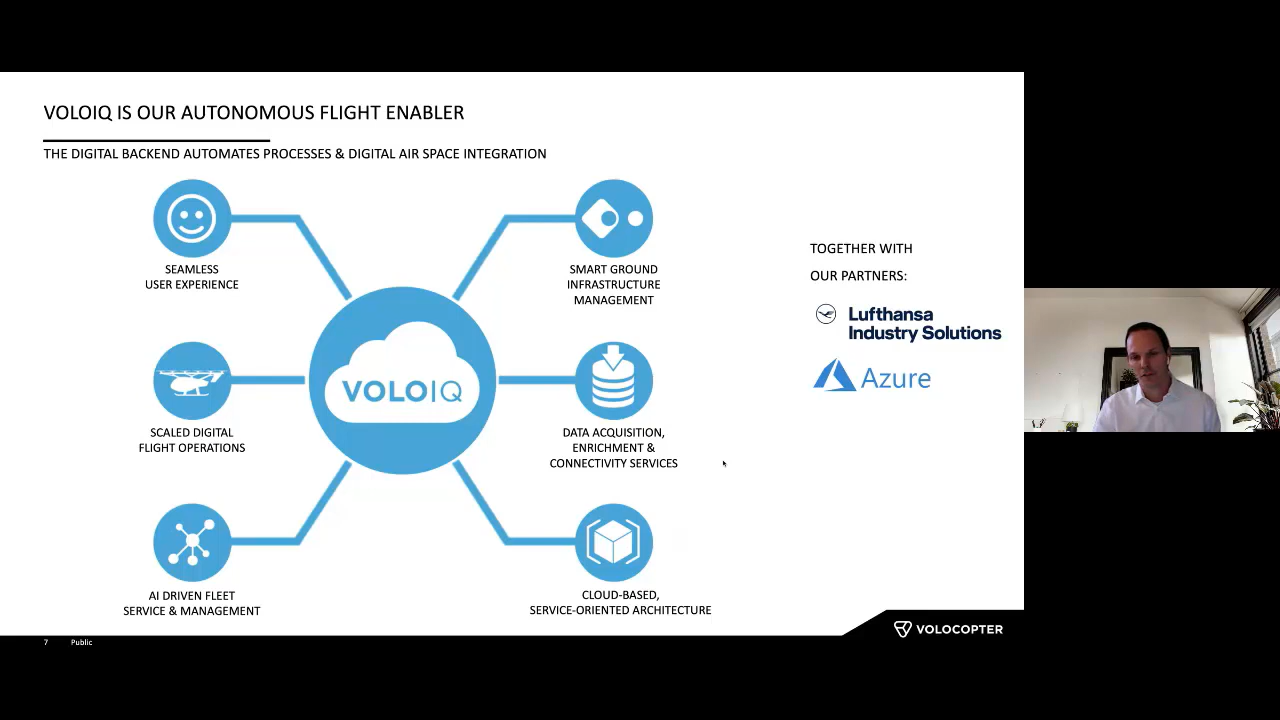 VOLOIQ IS OUR AUTONOMOUS FLIGHT ENABLER
THE DIGITAL BACKEND AUTOMATES PROCESSES & DIGITAL AIR SPACE INTEGRATION
SEAMLESS
USER EXPERIENCE
SMART GROUND
INFRASTRUCTURE
MANAGEMENT
TOGETHER WITH
OUR PARTNERS:
Lufthansa
Industry Solutions
Azure
VOLOIQ
SCALED DIGITAL
FLIGHT OPERATIONS
DATA ACQUISITION,
ENRICHMENT &
CONNECTIVITY SERVICES
AI DRIVEN FLEET
SERVICE & MANAGEMENT
CLOUD-BASED,
SERVICE-ORIENTED ARCHITECTURE
7 Public
VOLOCOPTER